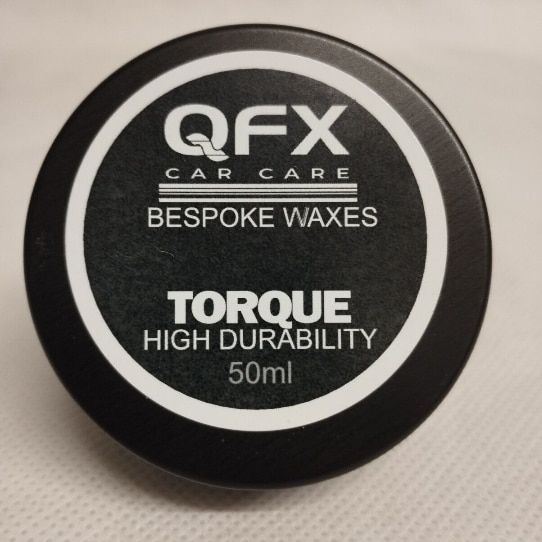 QFX
CAR CARE
BESPOKE WAXES
TORQUE
HIGH DURABILITY
50ml